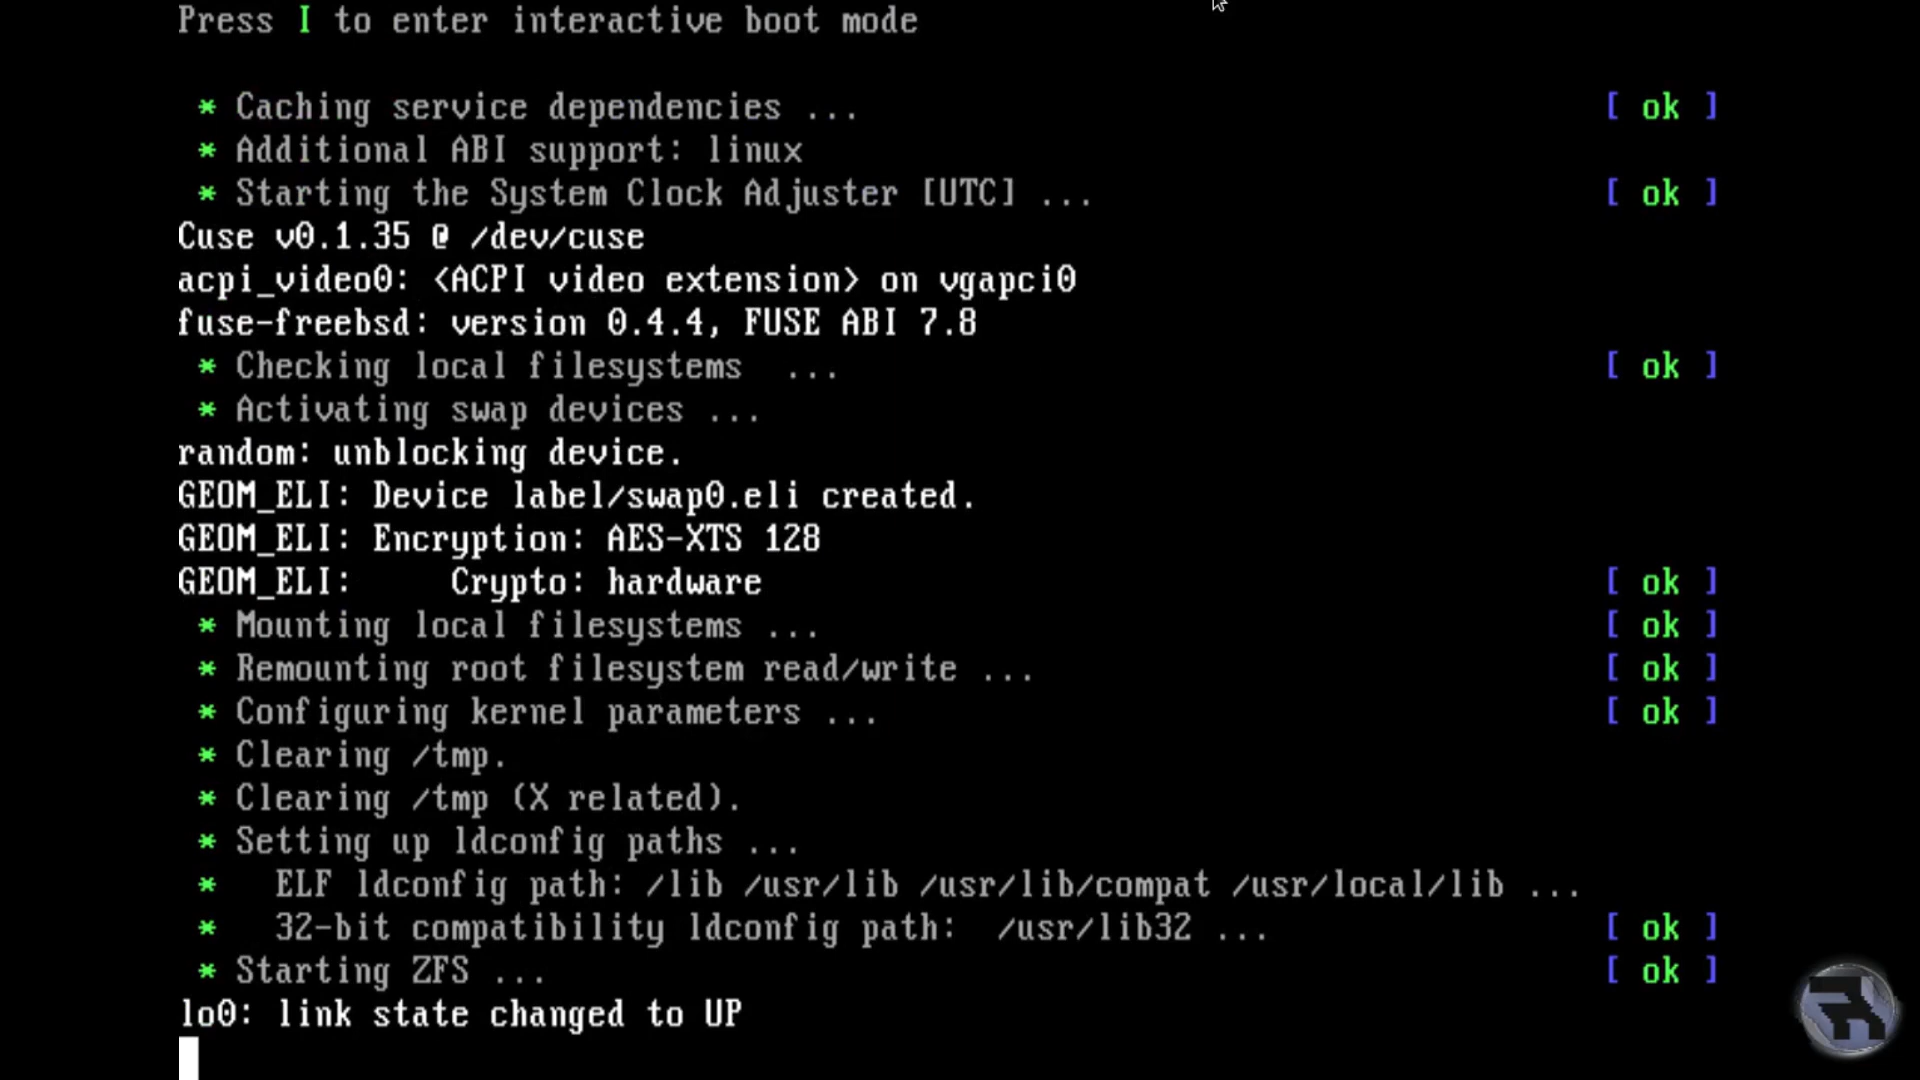 Press I to enter interactive boot mode
* Caching service dependencies ... [ ok ]
* Additional ABI support: linux
* Starting the System Clock Adjuster [UTC] ... [ ok ]
Cuse v0.1.35 @ /dev/cuse
acpi_video0: <ACPI video extension> on vgapci0
fuse-freebsd: version 0.4.4, FUSE ABI 7.8
* Checking local filesystems  ... [ ok ]
* Activating swap devices ...
random: unblocking device.
GEOM_ELI: Device label/swap0.eli created.
GEOM_ELI: Encryption: AES-XTS 128
GEOM_ELI:     Crypto: hardware [ ok ]
* Mounting local filesystems ... [ ok ]
* Remounting root filesystem read/write ... [ ok ]
* Configuring kernel parameters ... [ ok ]
* Clearing /tmp.
* Clearing /tmp (X related).
* Setting up ldconfig paths ...
*   ELF ldconfig path: /lib /usr/lib /usr/lib/compat /usr/local/lib ...
*   32-bit compatibility ldconfig path:  /usr/lib32 ... [ ok ]
* Starting ZFS ... [ ok ]
lo0: link state changed to UP